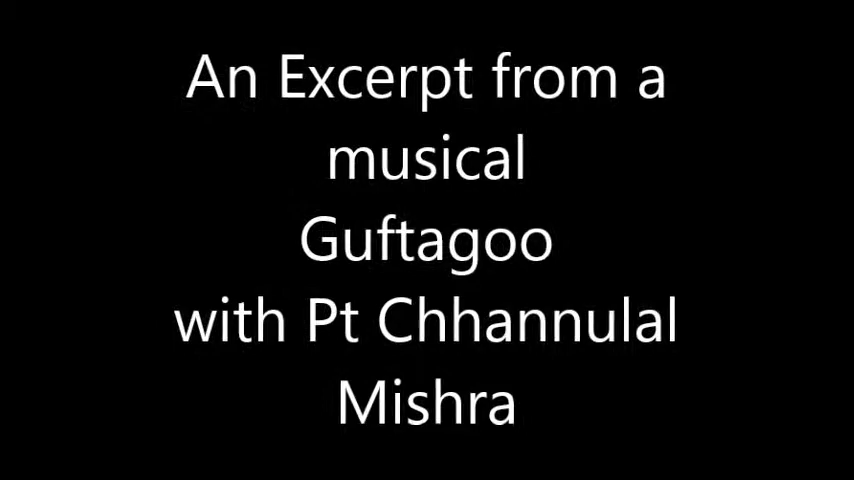 An Excerpt from a
musical
Guftagoo
with Pt Chhannulal
Mishra